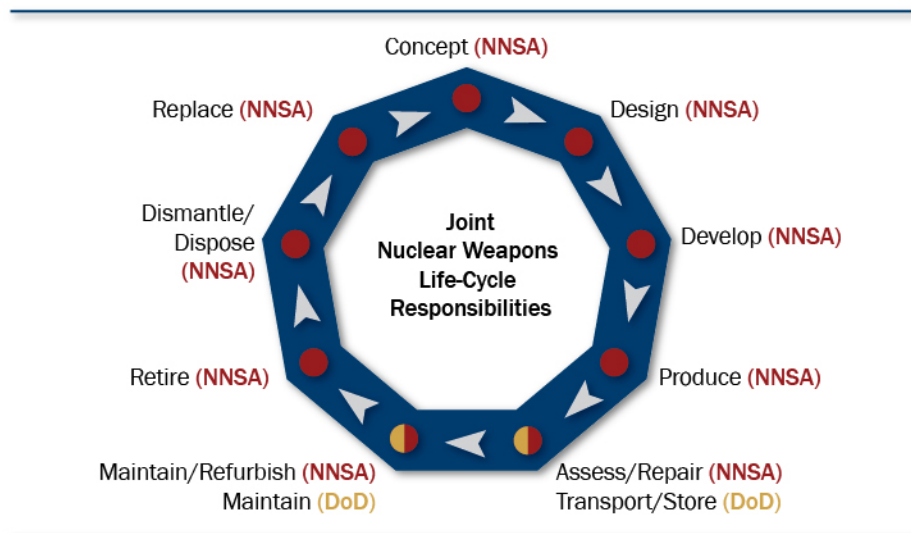 Concept (NNSA)
Replace (NNSA)
Design (NNSA)
Dismantle/
Dispose
(NNSA)
Joint
Nuclear Weapons
Life-Cycle
Responsibilities
Develop (NNSA)
Retire (NNSA)
Produce (NNSA)
Maintain/Refurbish (NNSA)
Maintain (DoD)
Assess/Repair (NNSA)
Transport/Store (DoD)